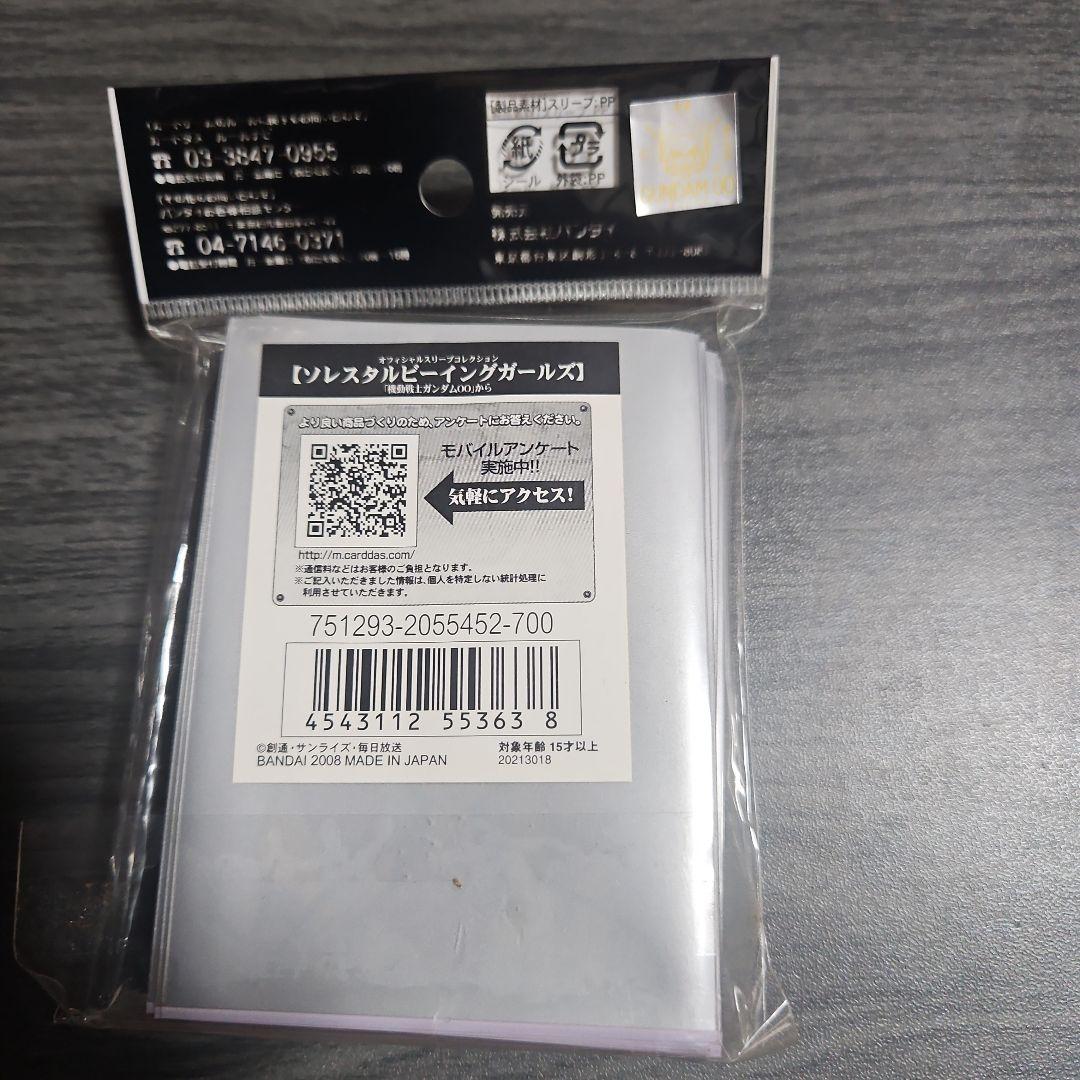 03-3847-0955
04-7146-0371
[製品素材]スリーブ:PP
紙
プラ
シール 外袋:PP
発売元
株式会社バンダイ
GUNDAM 00
オフィシャルスリーブコレクション
【ソレスタルビーイングガールズ】
「機動戦士ガンダム00」から
より良い商品づくりのため、アンケートにお答えください。
モバイルアンケート
実施中!!
気軽にアクセス!
http://m.carddas.com/
※通信料などはお客様のご負担となります。
※ご記入いただきました情報は、個人を特定しない統計処理に
利用させていただきます。
751293-2055452-700
4543112 553638
©創通・サンライズ・毎日放送
BANDAI 2008 MADE IN JAPAN
対象年齢 15才以上
20213018